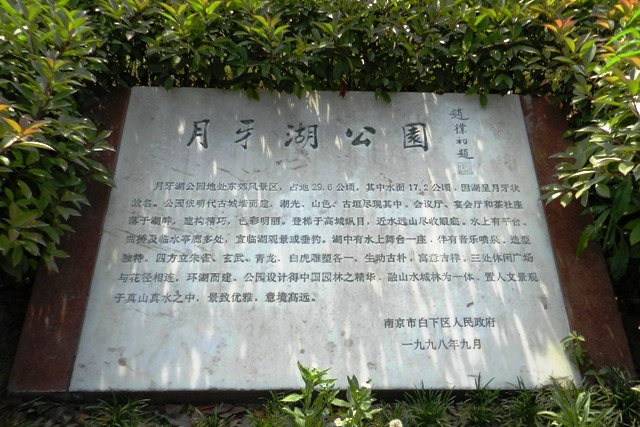 月牙湖公園
趙緒初題
月牙湖公园地处东郊风景区，占地29.6公顷，其中水面17.2公顷，因湖呈月牙状
故名。公园依明代古城墙而建，湖光、山色、古垣尽现其中，会议厅、宴会厅和茶社座
落于湖畔，建构精巧，色彩明丽。登梯于高城纵目，近水远山尽收眼底。水上有平台、
曲桥及临水亭愿多处，宜临湖观景或垂钓。湖中有水上舞台一座，伴有音乐喷泉，造型
独特。四方立朱雀、玄武、青龙、白虎雕塑各一，生动古朴，寓意吉祥。三处休闲广场
与花径相连，环湖而建。公园设计得中国园林之精华，融山水城林为一体，置人文景观
于真山真水之中，景致优雅，意境高远。
南京市白下区人民政府
一九九八年九月